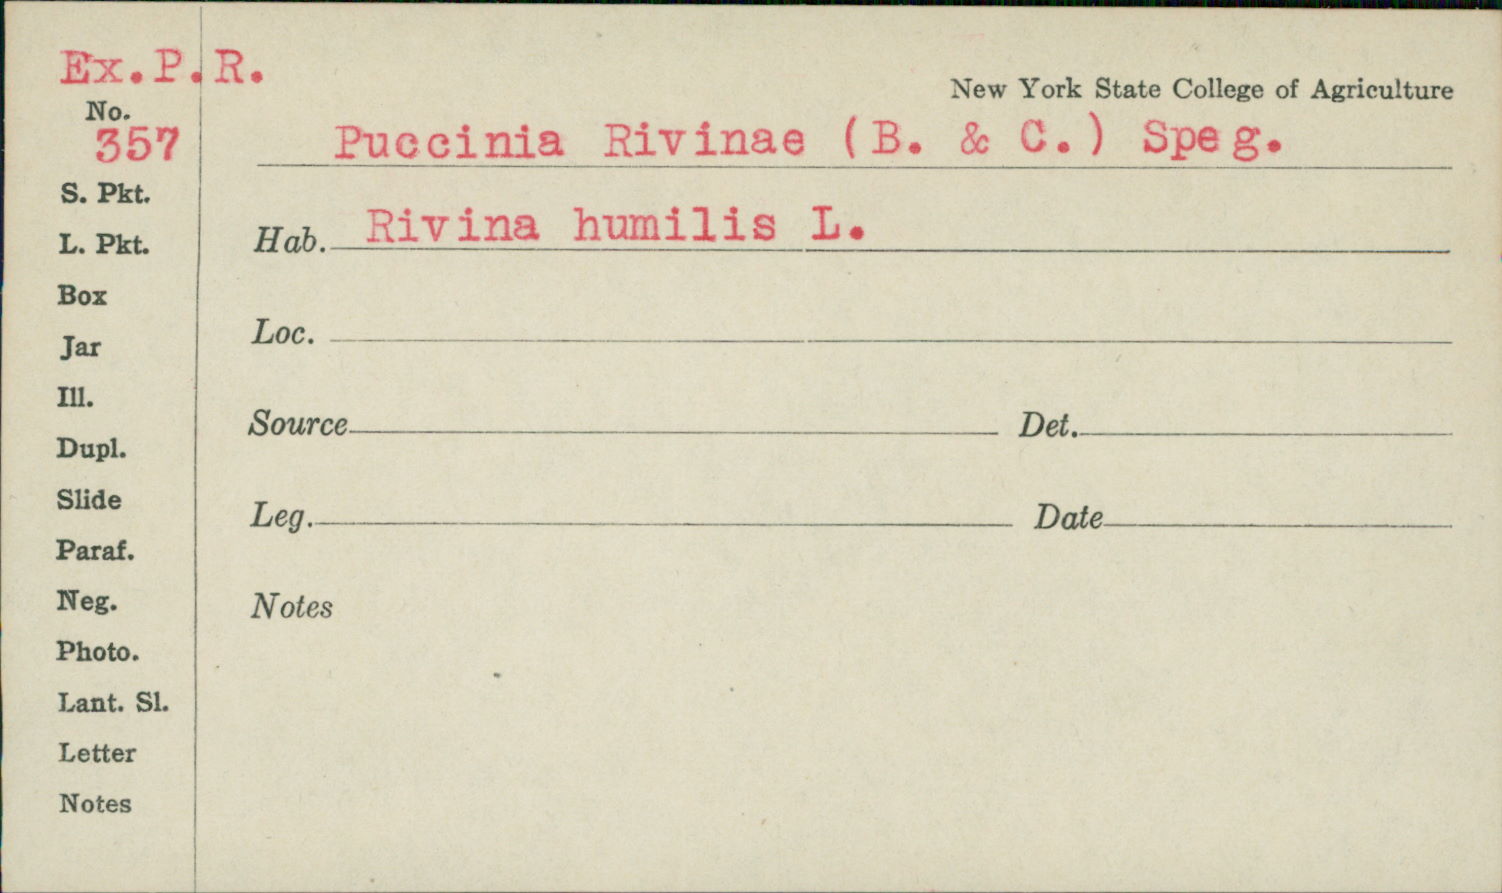 Ex.P.R.
New York State College of Agriculture
No.
357
Puccinia Rivinae (B. & C.) Speg.
S. Pkt.
Hab. Rivina humilis L.
L. Pkt.
Box
Loc.
Jar
Ill.
Source Det.
Dupl.
Slide
Leg. Date
Paraf.
Neg.
Notes
Photo.
Lant. Sl.
Letter
Notes